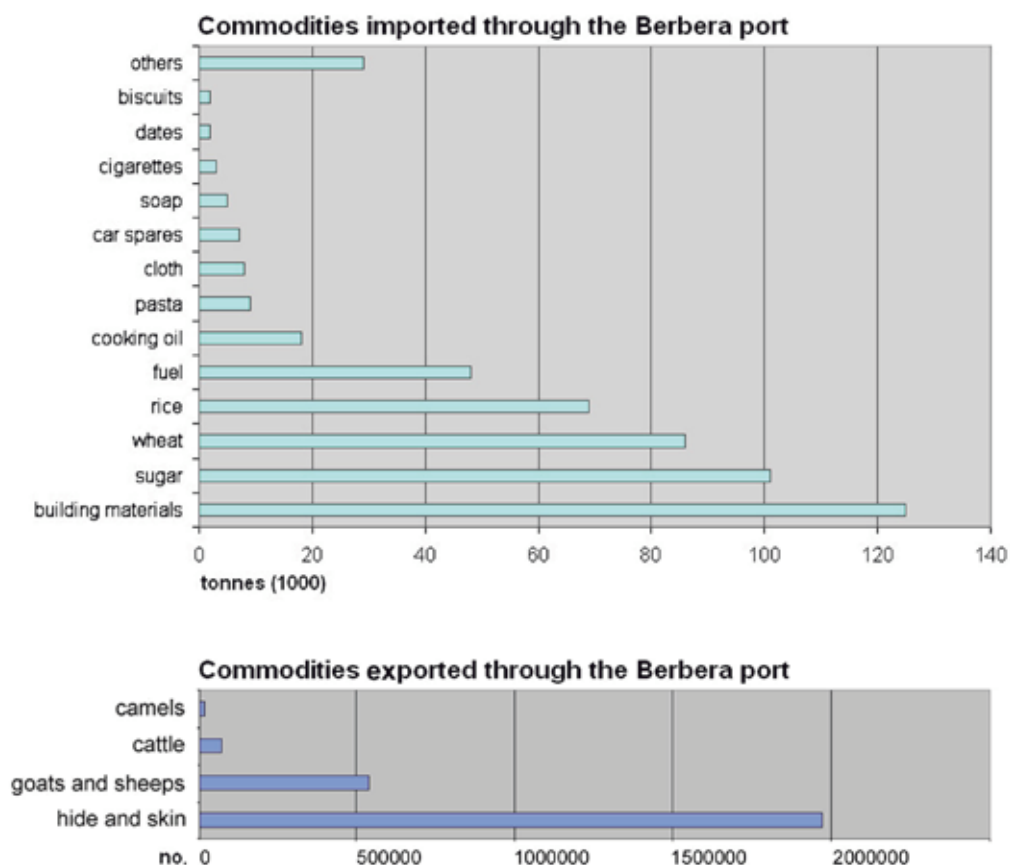 Commodities imported through the Berbera port
others
biscuits
dates
cigarettes
soap
car spares
cloth
pasta
cooking oil
fuel
rice
wheat
sugar
building materials
0 20 40 60 80 100 120 140
tonnes (1000)
Commodities exported through the Berbera port
camels
cattle
goats and sheeps
hide and skin
no. 0 500000 1000000 1500000 2000000